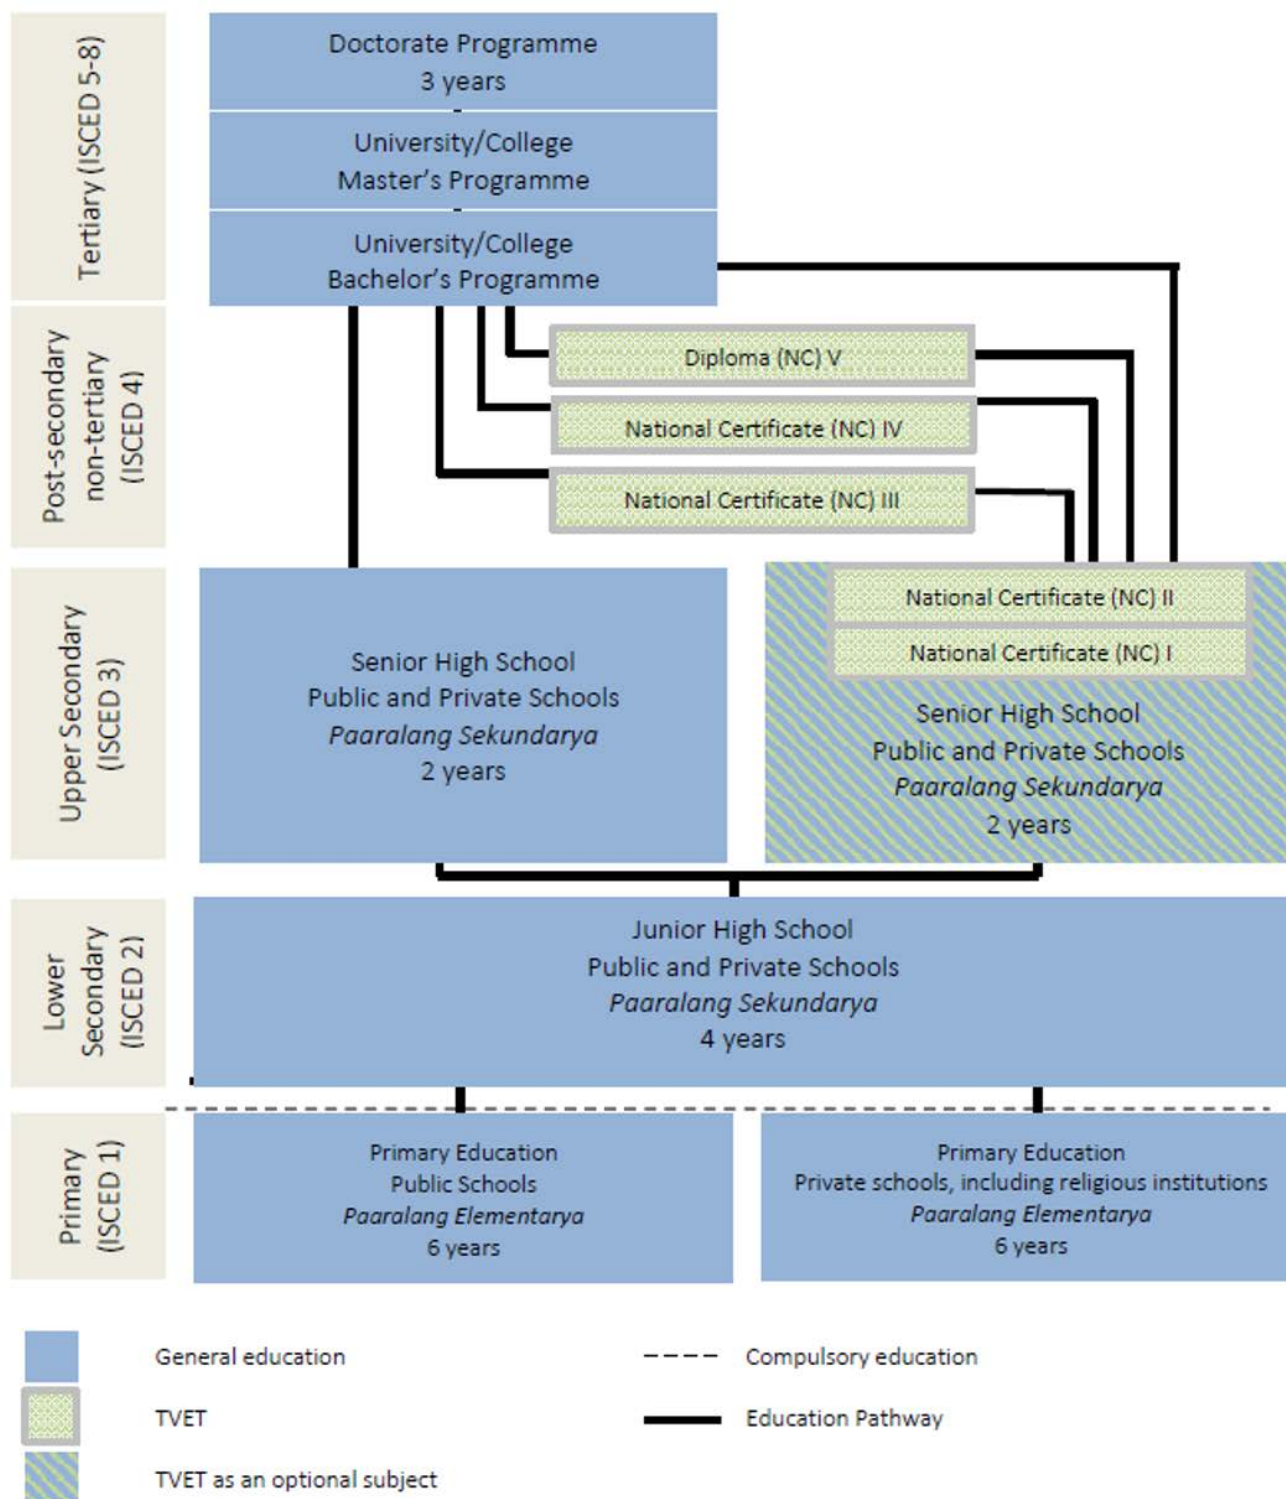 Tertiary (ISCED 5-8)
Doctorate Programme
3 years
University/College
Master's Programme
University/College
Bachelor's Programme
Post-secondary
non-tertiary
(ISCED 4)
Diploma (NC) V
National Certificate (NC) IV
National Certificate (NC) III
Upper Secondary
(ISCED 3)
Senior High School
Public and Private Schools
Paaralang Sekundarya
2 years
National Certificate (NC) II
National Certificate (NC) I
Senior High School
Public and Private Schools
Paaralang Sekundarya
2 years
Lower
Secondary
(ISCED 2)
Junior High School
Public and Private Schools
Paaralang Sekundarya
4 years
Primary
(ISCED 1)
Primary Education
Public Schools
Paaralang Elementarya
6 years
Primary Education
Private schools, including religious institutions
Paaralang Elementarya
6 years
General education
Compulsory education
TVET
Education Pathway
TVET as an optional subject